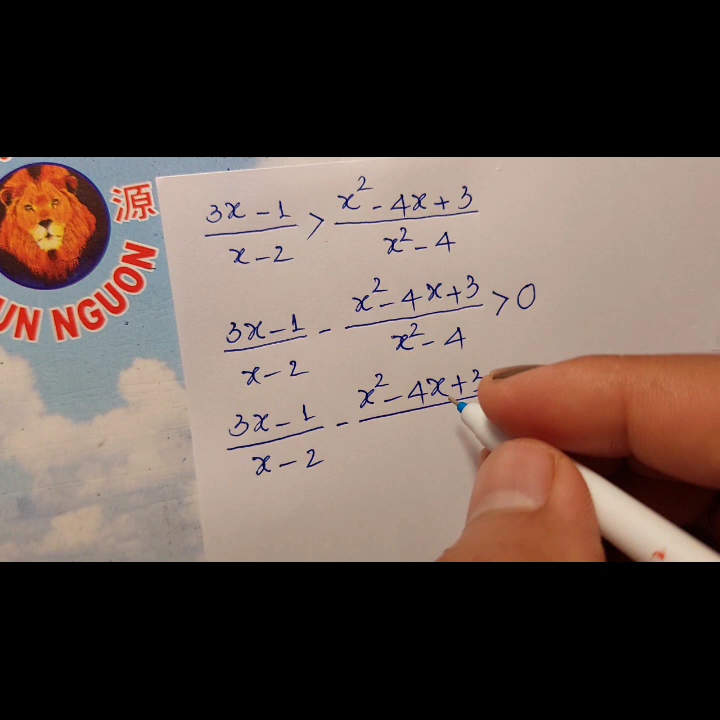 源
UN NGUON
3x - 1 / x - 2 > x² - 4x + 3 / x² - 4
3x - 1 / x - 2 - x² - 4x + 3 / x² - 4 > 0
3x - 1 / x - 2 - x² - 4x + 3